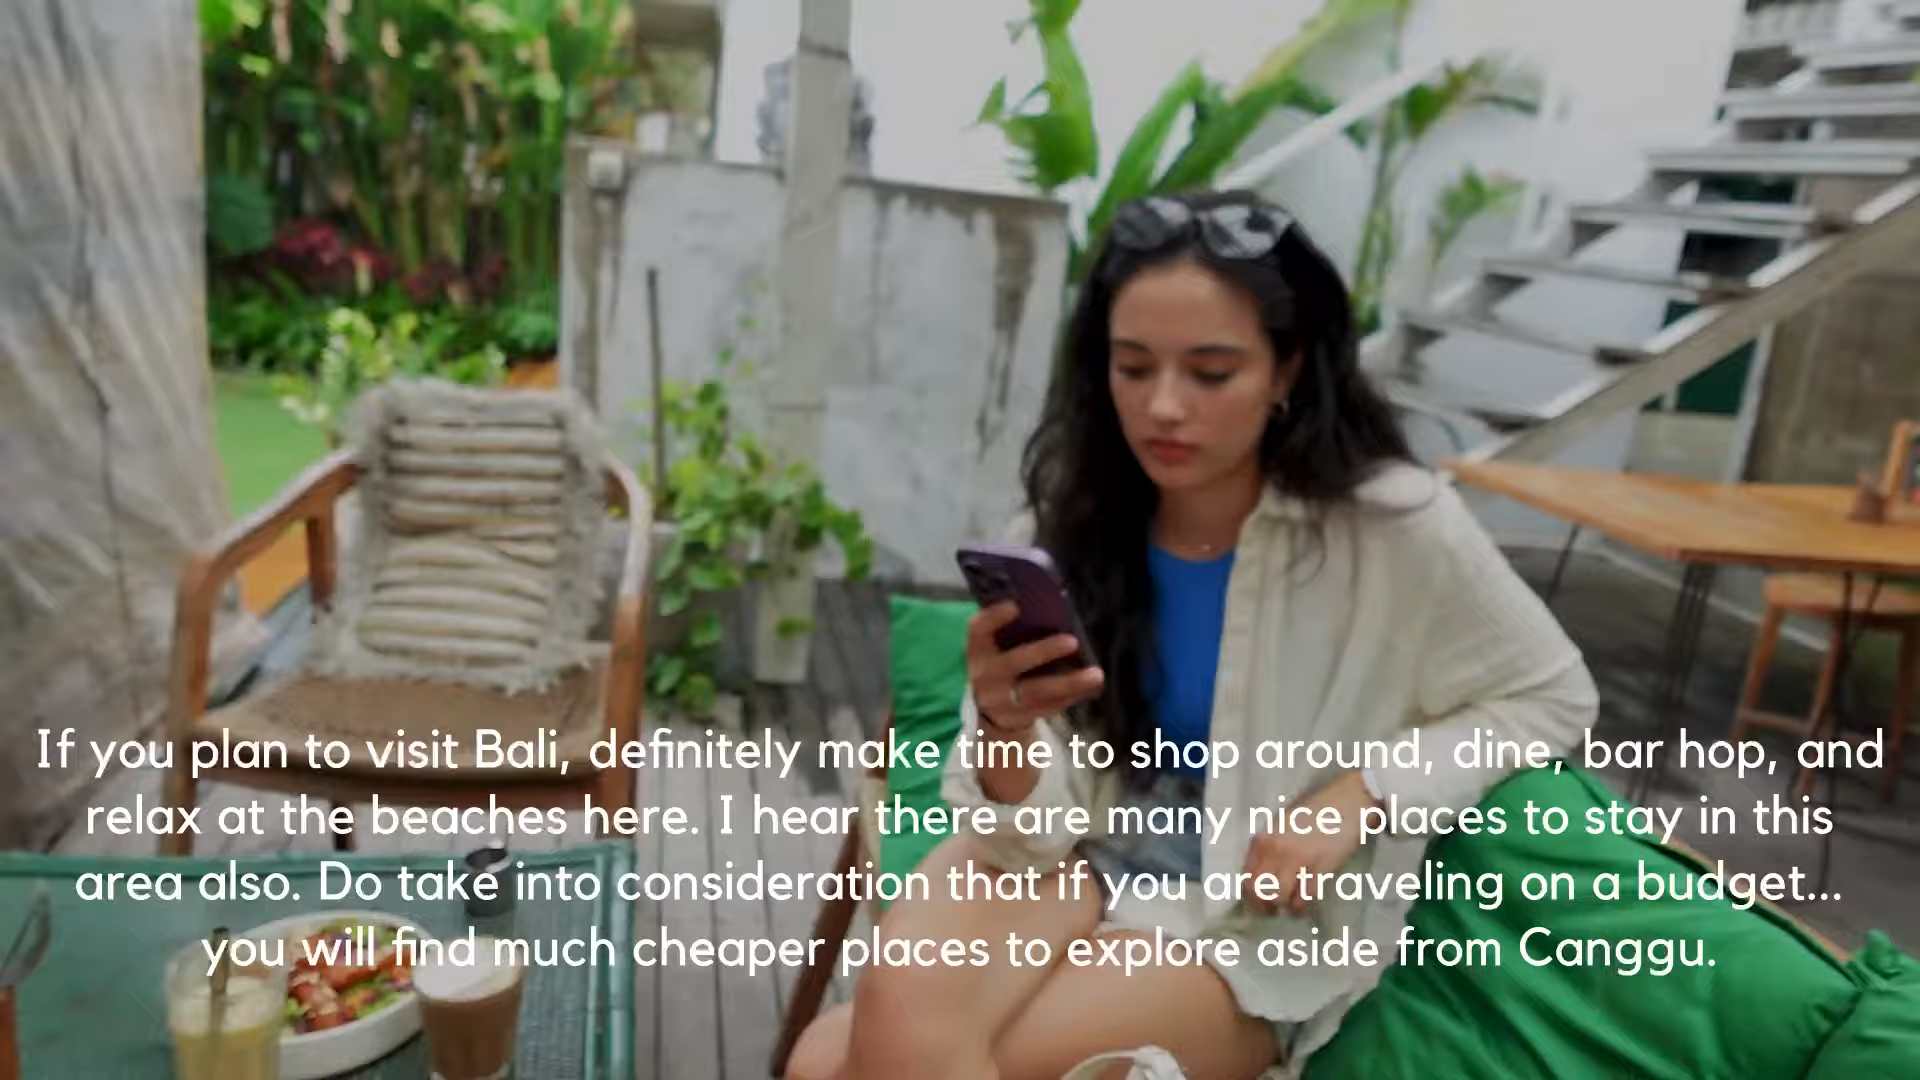 If you plan to visit Bali, definitely make time to shop around, dine, bar hop, and
relax at the beaches here. I hear there are many nice places to stay in this
area also. Do take into consideration that if you are traveling on a budget...
you will find much cheaper places to explore aside from Canggu.